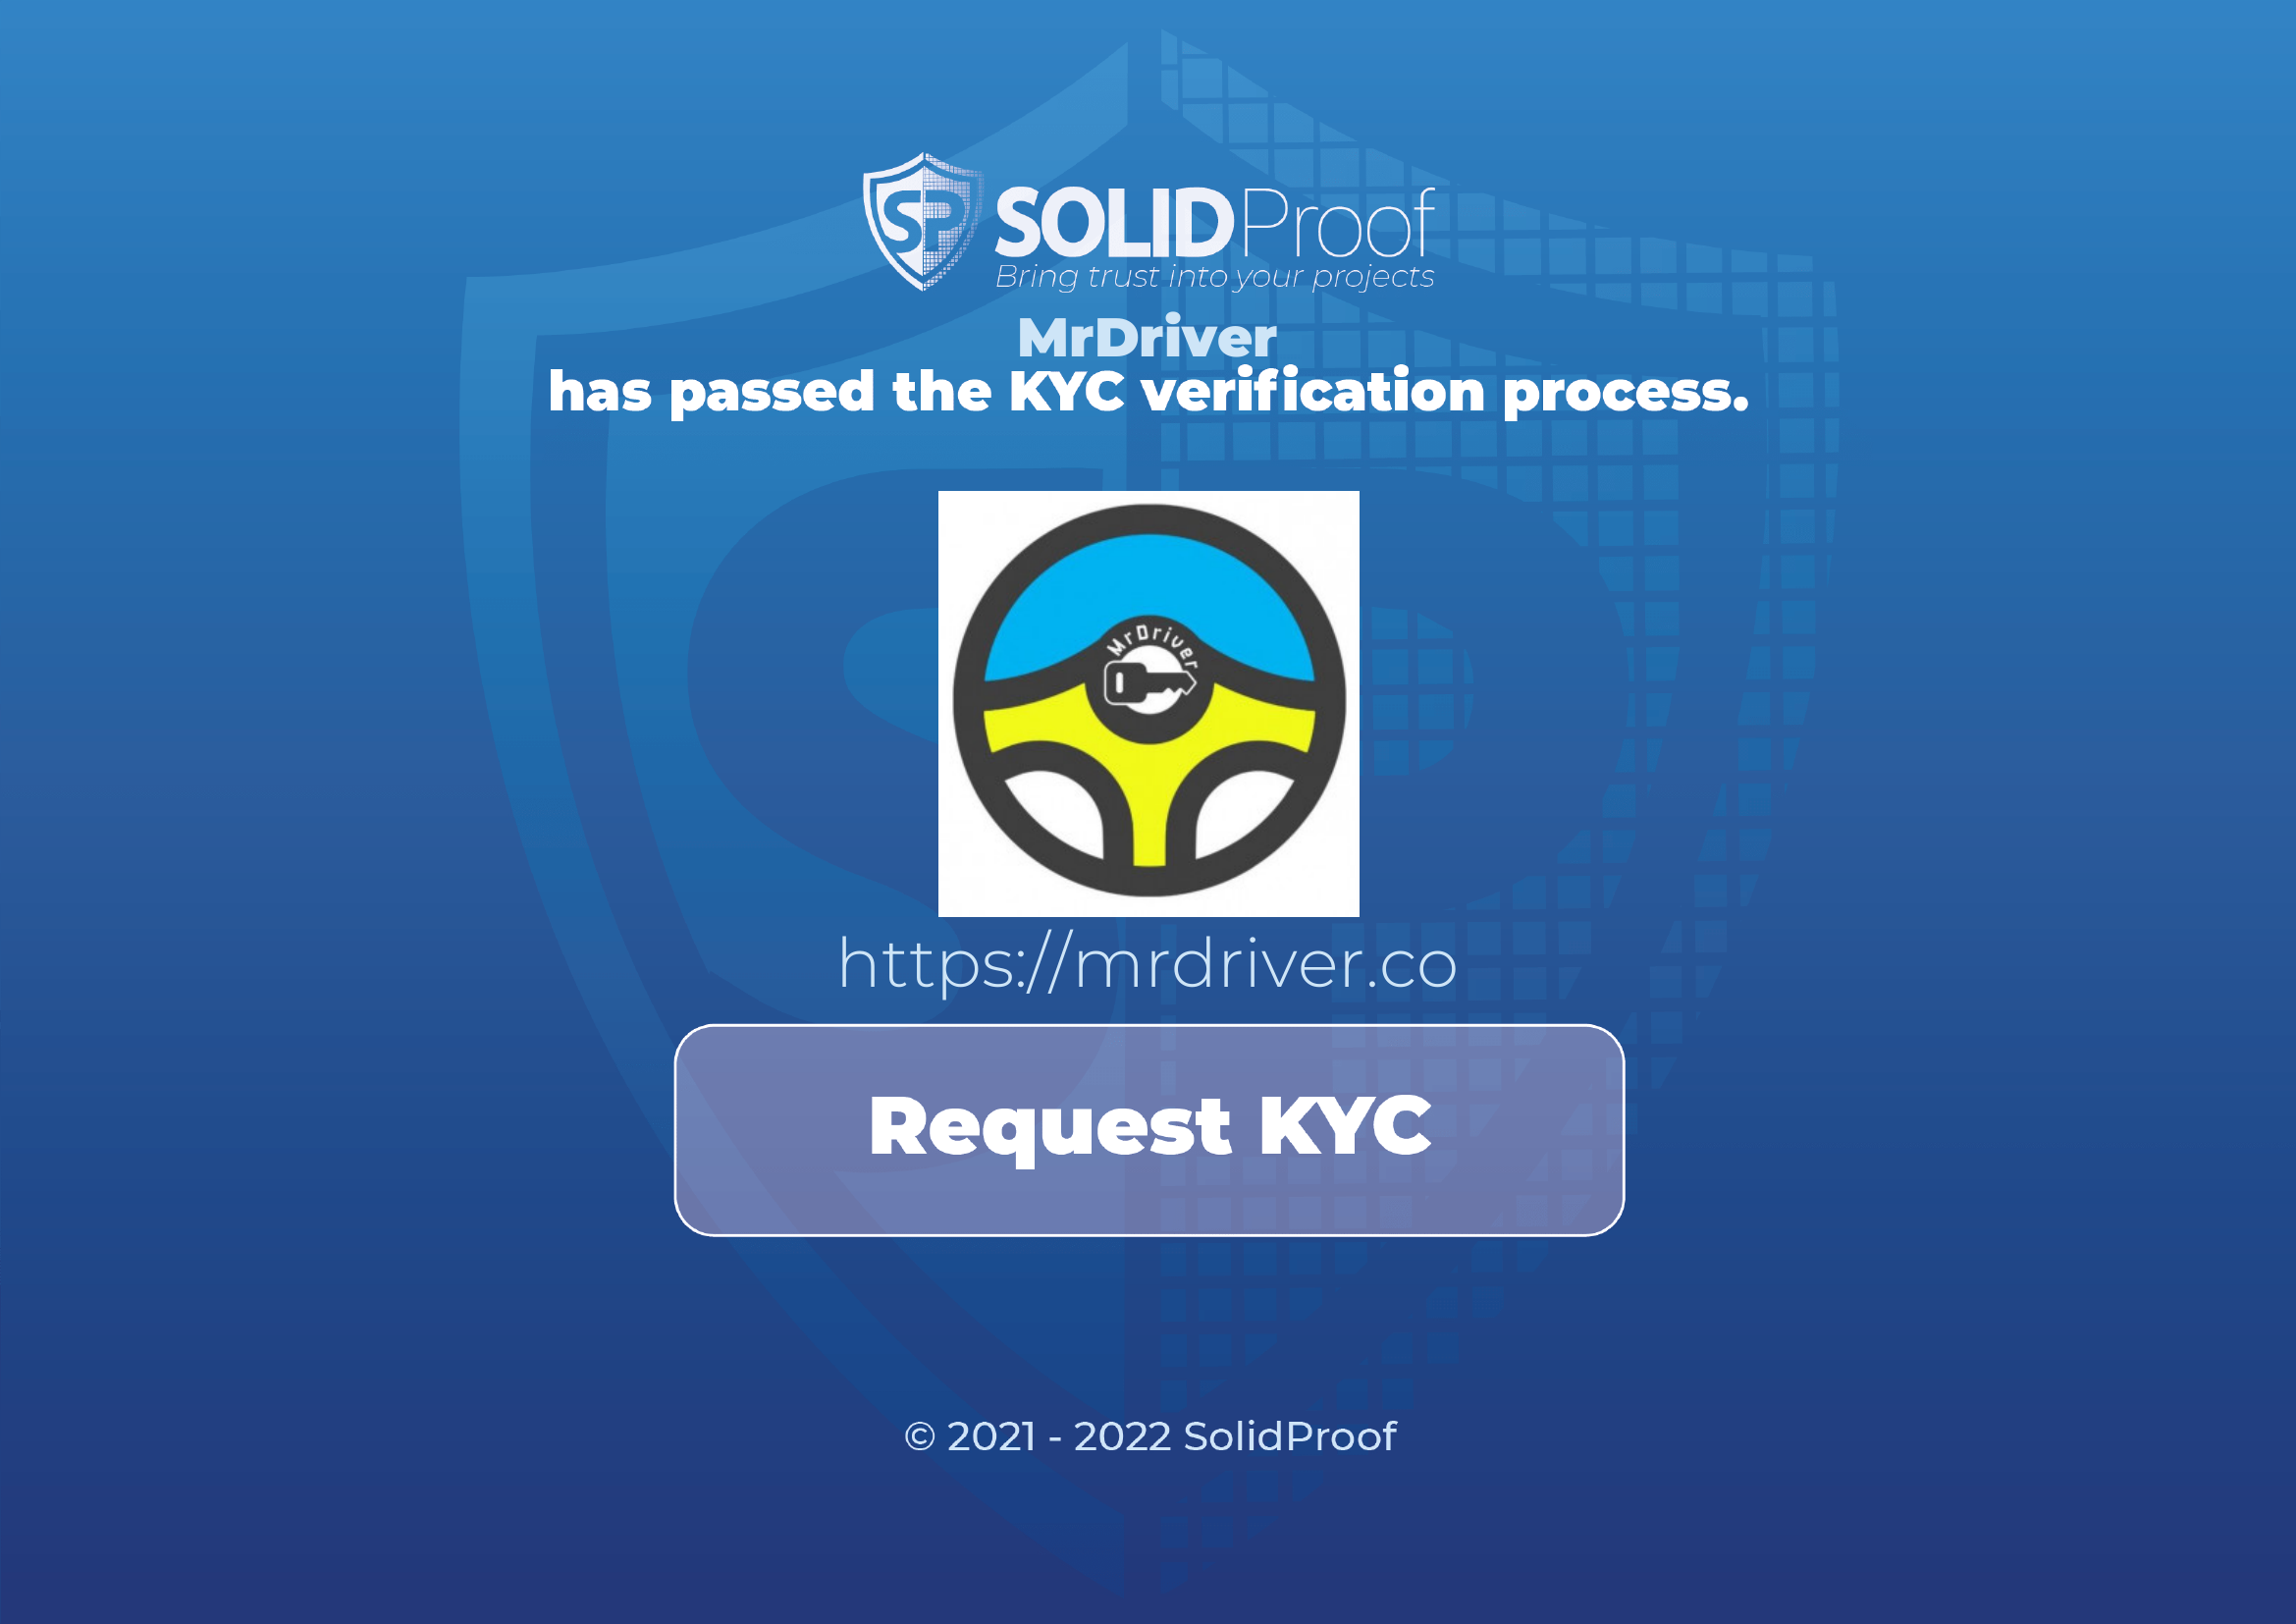 SP SOLIDProof
Bring trust into your projects
MrDriver
has passed the KYC verification process.
MrDriver
https://mrdriver.co
Request KYC
© 2021 - 2022 SolidProof